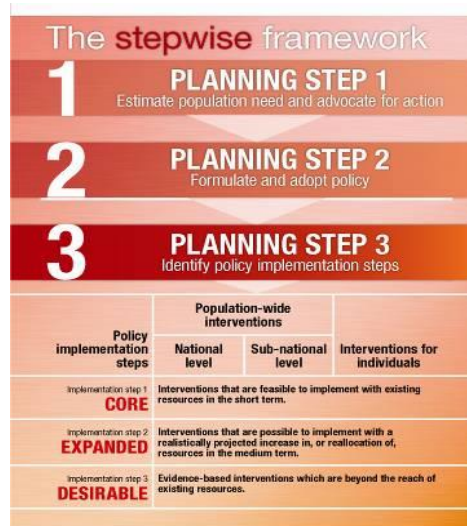 The stepwise framework
1
PLANNING STEP 1
Estimate population need and advocate for action
2
PLANNING STEP 2
Formulate and adopt policy
3
PLANNING STEP 3
Identify policy implementation steps
Policy
implementation
steps
Population-wide
interventions
National
level
Sub-national
level
Interventions for
individuals
Implementation step 1
CORE
Interventions that are feasible to implement with existing
resources in the short term.
Implementation step 2
EXPANDED
Interventions that are possible to implement with a
realistically projected increase in, or reallocation of,
resources in the medium term.
Implementation step 3
DESIRABLE
Evidence-based interventions which are beyond the reach of
existing resources.